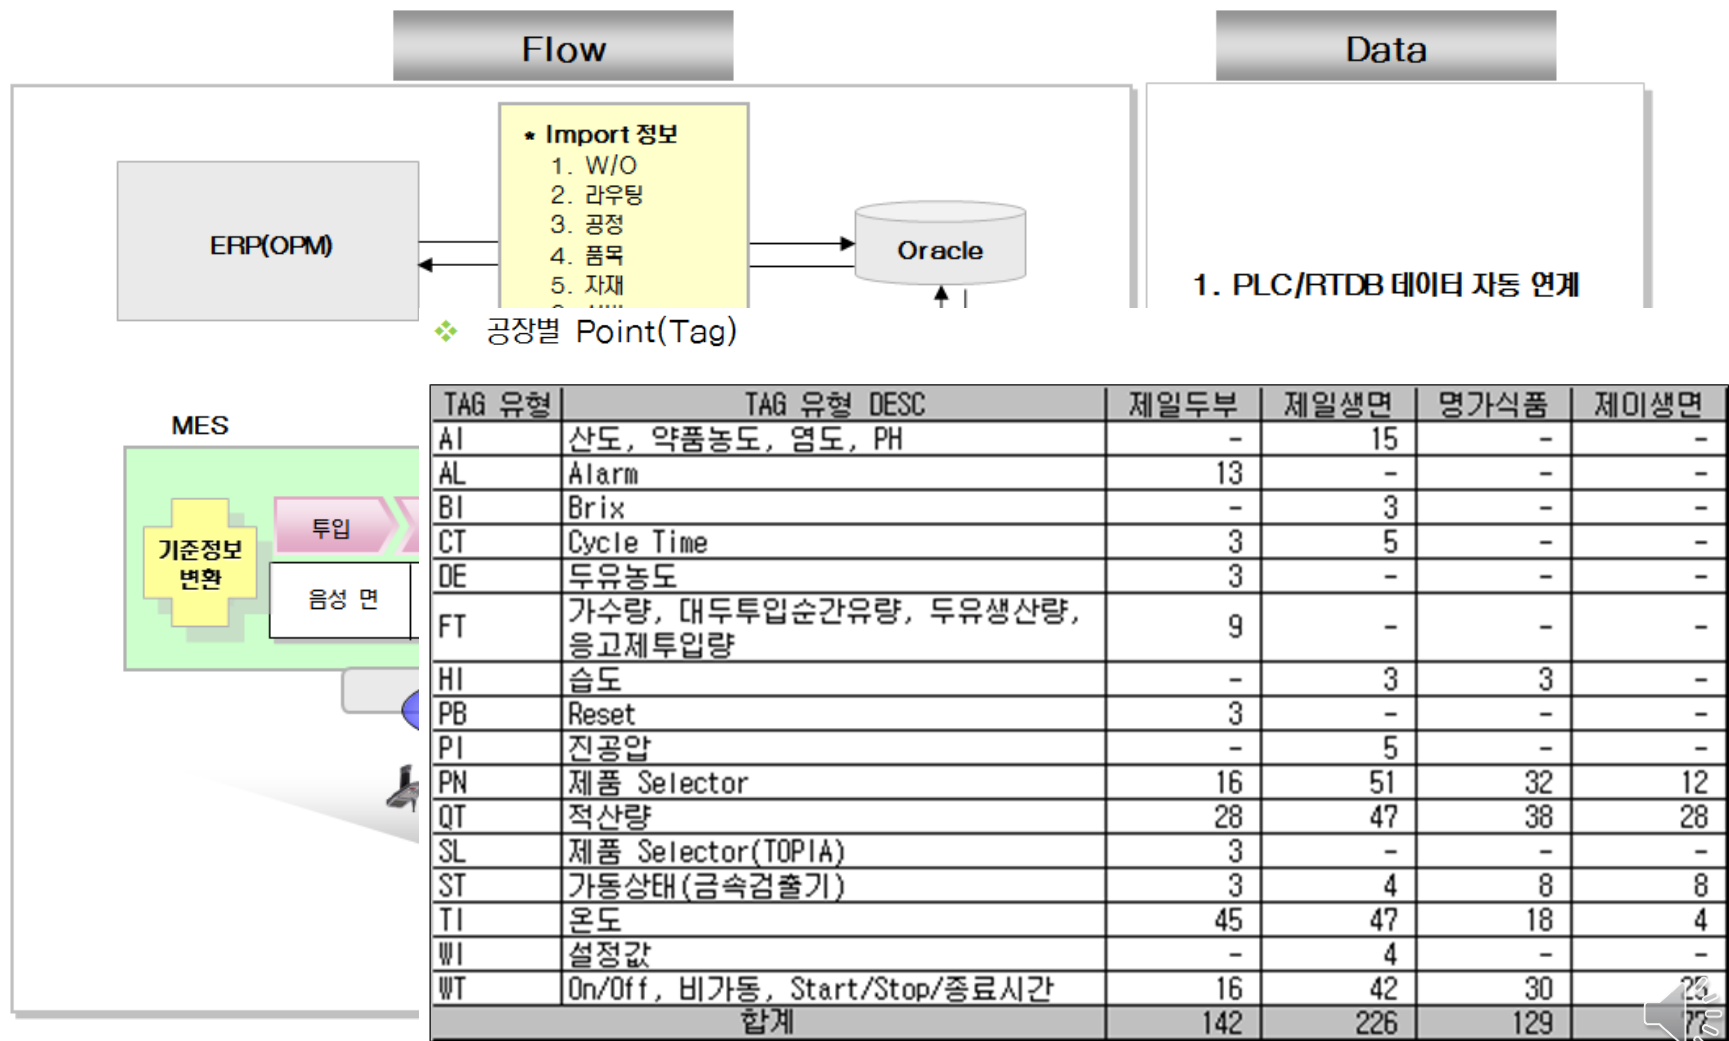 Flow
Data
* Import 정보
1. W/O
2. 라우팅
3. 공정
4. 품목
5. 자재
ERP(OPM)
Oracle
1. PLC/RTDB 데이터 자동 연계
공장별 Point(Tag)
MES
기준정보
변환
투입
음성 면
TAG 유형 TAG 유형 DESC 제일두부 제일생면 명가식품 제이생면
AI 산도, 약품농도, 염도, PH - 15 - -
AL Alarm 13 - - -
BI Brix - 3 - -
CT Cycle Time 3 5 - -
DE 두유농도 3 - - -
FT 가수량, 대두투입순간유량, 두유생산량,
응고제투입량 9 - - -
HI 습도 - 3 3 -
PB Reset 3 - - -
PI 진공압 - 5 - -
PN 제품 Selector 16 51 32 12
QT 적산량 28 47 38 28
SL 제품 Selector(TOPIA) 3 - - -
ST 가동상태(금속검출기) 3 4 8 8
TI 온도 45 47 18 4
WI 설정값 - 4 - -
WT On/Off, 비가동, Start/Stop/종료시간 16 42 30 25
합계 142 226 129 77